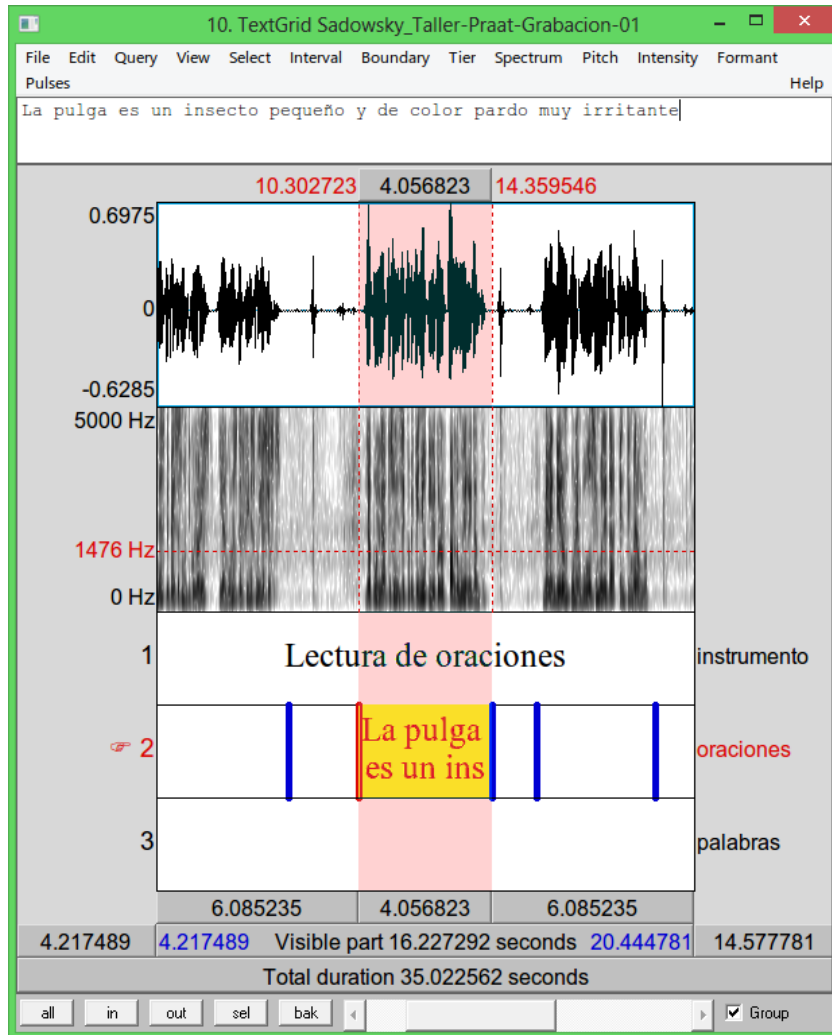 10. TextGrid Sadowsky_Taller-Praat-Grabacion-01
File Edit Query View Select Interval Boundary Tier Spectrum Pitch Intensity Formant
Pulses Help
La pulga es un insecto pequeño y de color pardo muy irritante
10.302723 4.056823 14.359546
0.6975
0
-0.6285
5000 Hz
1476 Hz
0 Hz
1 Lectura de oraciones instrumento
2 La pulga
es un ins oraciones
3 palabras
6.085235 4.056823 6.085235
4.217489 4.217489 Visible part 16.227292 seconds 20.444781 14.577781
Total duration 35.022562 seconds
all in out sel bak Group